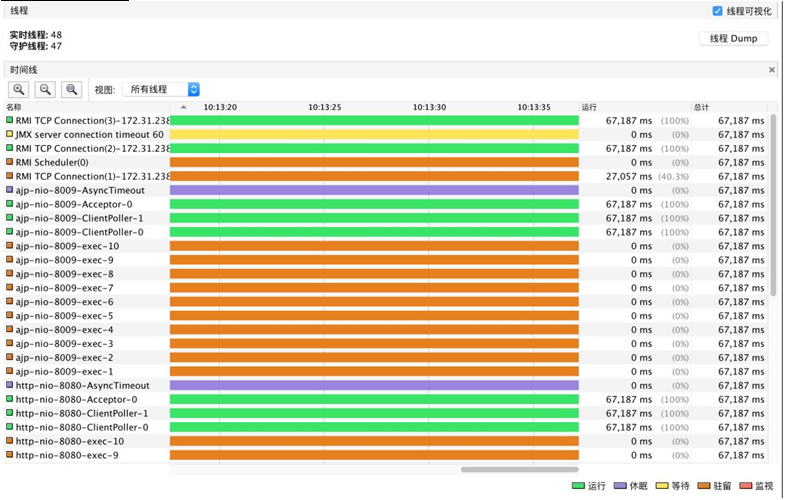 线程
线程可视化
实时线程: 48
守护线程: 47
线程 Dump
时间线
视图: 所有线程
名称 10:13:20 10:13:25 10:13:30 10:13:35 运行 总计
RMI TCP Connection(3)-172.31.238 67,187 ms (100%) 67,187 ms
JMX server connection timeout 60 0 ms (0%) 67,187 ms
RMI TCP Connection(2)-172.31.238 67,187 ms (100%) 67,187 ms
RMI Scheduler(0) 0 ms (0%) 67,187 ms
RMI TCP Connection(1)-172.31.238 27,057 ms (40.3%) 67,187 ms
ajp-nio-8009-AsyncTimeout 0 ms (0%) 67,187 ms
ajp-nio-8009-Acceptor-0 67,187 ms (100%) 67,187 ms
ajp-nio-8009-ClientPoller-1 67,187 ms (100%) 67,187 ms
ajp-nio-8009-ClientPoller-0 67,187 ms (100%) 67,187 ms
ajp-nio-8009-exec-10 0 ms (0%) 67,187 ms
ajp-nio-8009-exec-9 0 ms (0%) 67,187 ms
ajp-nio-8009-exec-8 0 ms (0%) 67,187 ms
ajp-nio-8009-exec-7 0 ms (0%) 67,187 ms
ajp-nio-8009-exec-6 0 ms (0%) 67,187 ms
ajp-nio-8009-exec-5 0 ms (0%) 67,187 ms
ajp-nio-8009-exec-4 0 ms (0%) 67,187 ms
ajp-nio-8009-exec-3 0 ms (0%) 67,187 ms
ajp-nio-8009-exec-2 0 ms (0%) 67,187 ms
ajp-nio-8009-exec-1 0 ms (0%) 67,187 ms
http-nio-8080-AsyncTimeout 0 ms (0%) 67,187 ms
http-nio-8080-Acceptor-0 67,187 ms (100%) 67,187 ms
http-nio-8080-ClientPoller-1 67,187 ms (100%) 67,187 ms
http-nio-8080-ClientPoller-0 67,187 ms (100%) 67,187 ms
http-nio-8080-exec-10 0 ms (0%) 67,187 ms
http-nio-8080-exec-9 0 ms (0%) 67,187 ms
运行 休眠 等待 驻留 监视